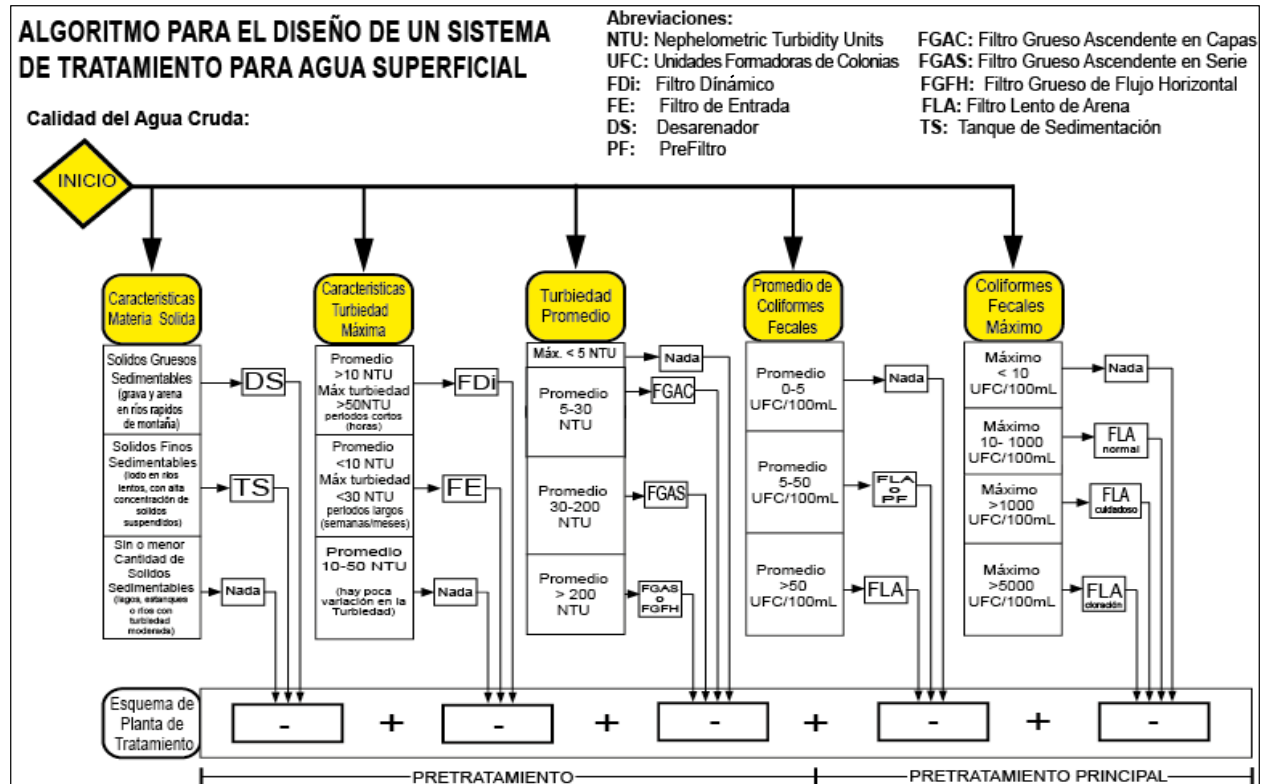 ALGORITMO PARA EL DISEÑO DE UN SISTEMA
DE TRATAMIENTO PARA AGUA SUPERFICIAL
Abreviaciones:
NTU: Nephelometric Turbidity Units
UFC: Unidades Formadoras de Colonias
FDi: Filtro Dínámico
FE: Filtro de Entrada
DS: Desarenador
PF: PreFiltro
FGAC: Filtro Grueso Ascendente en Capas
FGAS: Filtro Grueso Ascendente en Serie
FGFH: Filtro Grueso de Flujo Horizontal
FLA: Filtro Lento de Arena
TS: Tanque de Sedimentación
Calidad del Agua Cruda:
INICIO
Caracteristicas
Materia Solida
Solidos Gruesos
Sedimentables
(grava y arena
en ríos rapidos
de montaña)
DS
Solidos Finos
Sedimentables
(lodo en ríos
lentos, con alta
concentración de
solidos
suspendidos)
TS
Sin o menor
Cantidad de
Solidos
Sedimentables
(lagos, estanques
o ríos con
turbiedad
moderada)
Nada
Caracteristicas
Turbiedad
Máxima
Promedio
>10 NTU
Máx turbiedad
>50NTU
periodos cortos
(horas)
FDi
Promedio
<10 NTU
Máx turbiedad
<30 NTU
periodos largos
(semanas/meses)
FE
Promedio
10-50 NTU
(hay poca
variación en la
Turbiedad)
Nada
Turbiedad
Promedio
Máx. < 5 NTU
Nada
Promedio
5-30
NTU
FGAC
Promedio
30-200
NTU
FGAS
Promedio
> 200
NTU
FGAS
o
FGFH
Promedio de
Coliformes
Fecales
Promedio
0-5
UFC/100mL
Nada
Promedio
5-50
UFC/100mL
FLA
o
PF
Promedio
>50
UFC/100mL
FLA
Coliformes
Fecales
Máximo
Máximo
< 10
UFC/100mL
Nada
Máximo
10- 1000
UFC/100mL
FLA
normal
Máximo
>1000
UFC/100mL
FLA
cuidadoso
Máximo
>5000
UFC/100mL
FLA
cloración
Esquema de
Planta de
Tratamiento
- + - + - + - + -
PRETRATAMIENTO
PRETRATAMIENTO PRINCIPAL